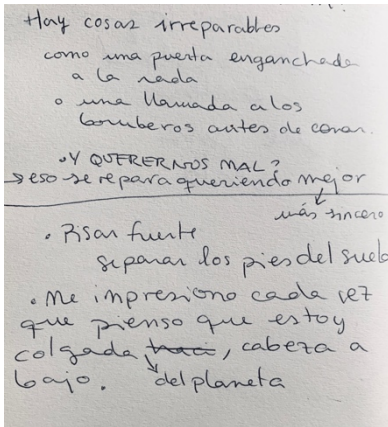 Hay cosas irreparables
como una puerta enganchada
a la nada
o una llamada a los
bomberos antes de cenar.
¿Y QUERERNOS MAL?
→ eso se repara queriendo mejor
más sincero
• Pisar fuerte
separar los pies del suelo
• Me impresiono cada vez
que pienso que estoy
colgada, cabeza a
bajo. del planeta